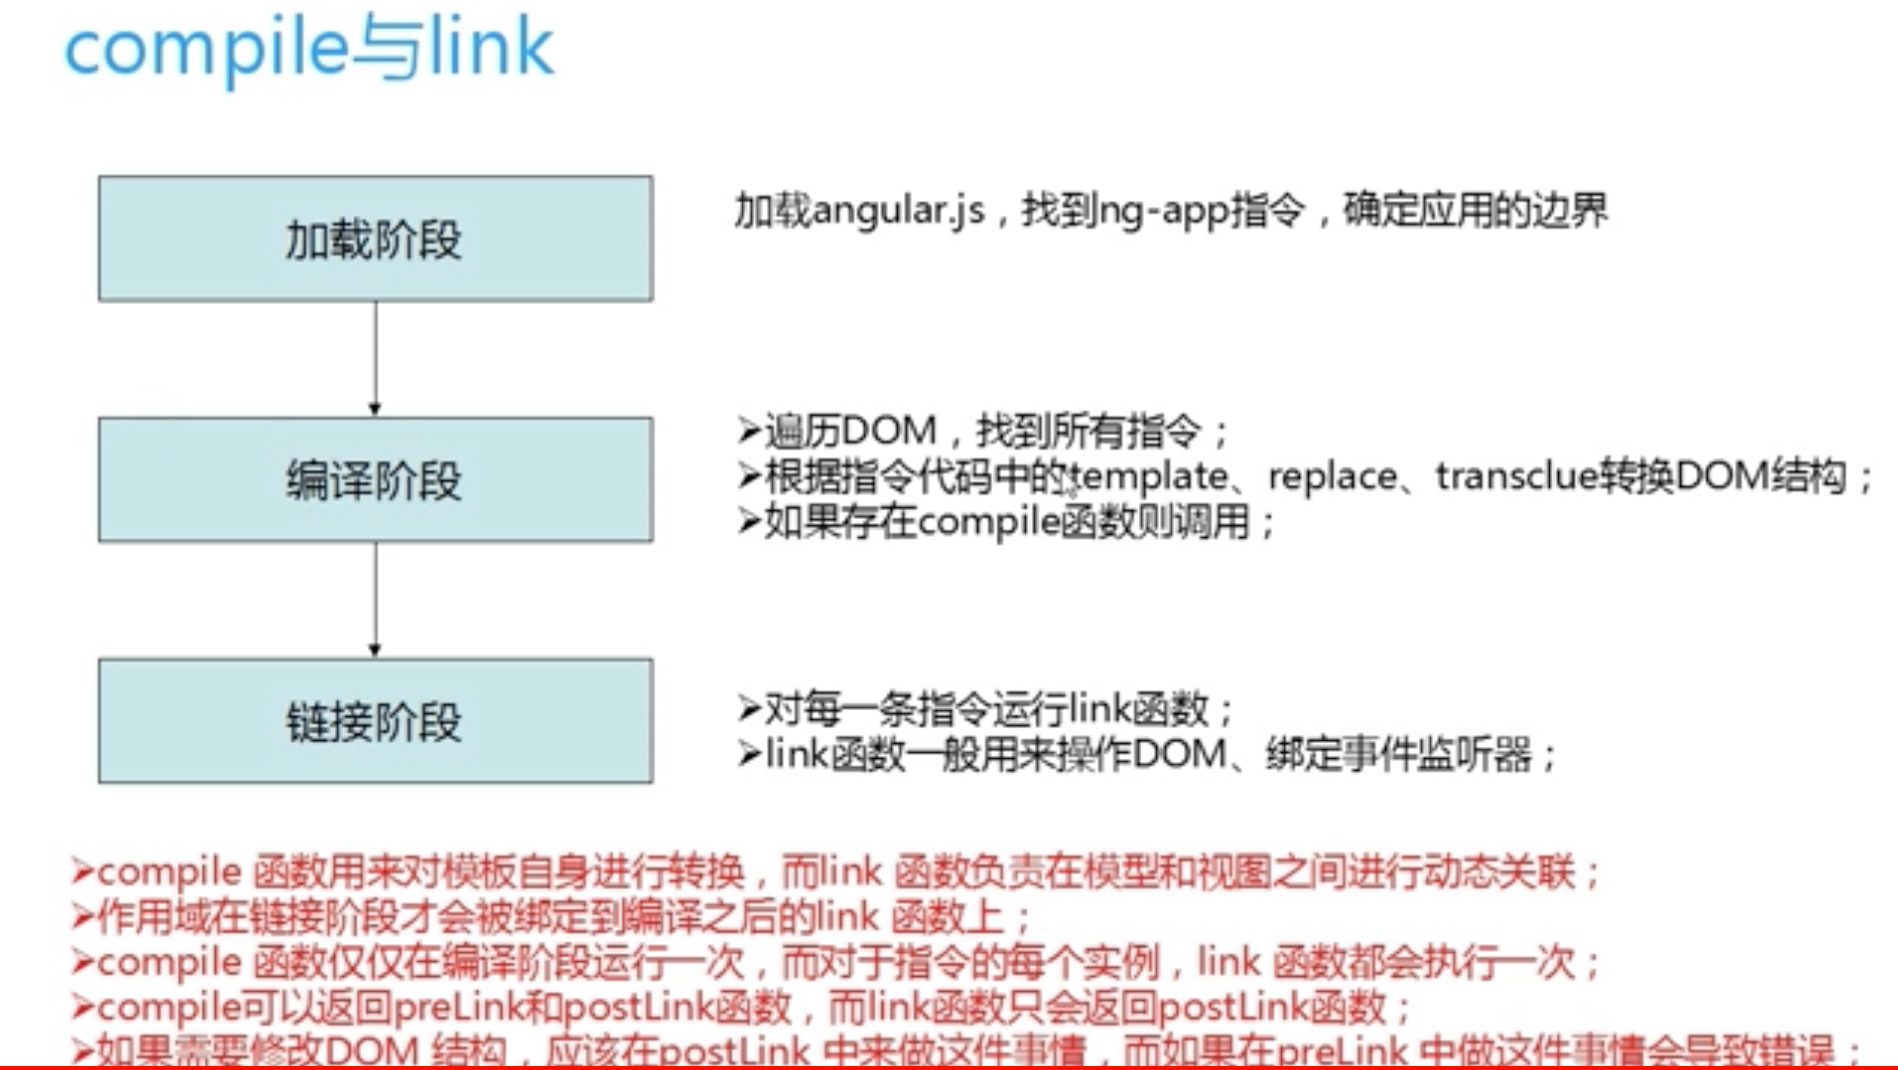 compile与link
加载阶段
加载angular.js，找到ng-app指令，确定应用的边界
编译阶段
➢遍历DOM，找到所有指令；
➢根据指令代码中的template、replace、transclue转换DOM结构；
➢如果存在compile函数则调用；
链接阶段
➢对每一条指令运行link函数；
➢link函数一般用来操作DOM、绑定事件监听器；
➢compile 函数用来对模板自身进行转换，而link 函数负责在模型和视图之间进行动态关联；
➢作用域在链接阶段才会被绑定到编译之后的link 函数上；
➢compile 函数仅仅在编译阶段运行一次，而对于指令的每个实例，link 函数都会执行一次；
➢compile可以返回preLink和postLink函数，而link函数只会返回postLink函数；
➢如果需要修改DOM 结构，应该在postLink 中来做这件事情，而如果在preLink 中做这件事情会导致错误；